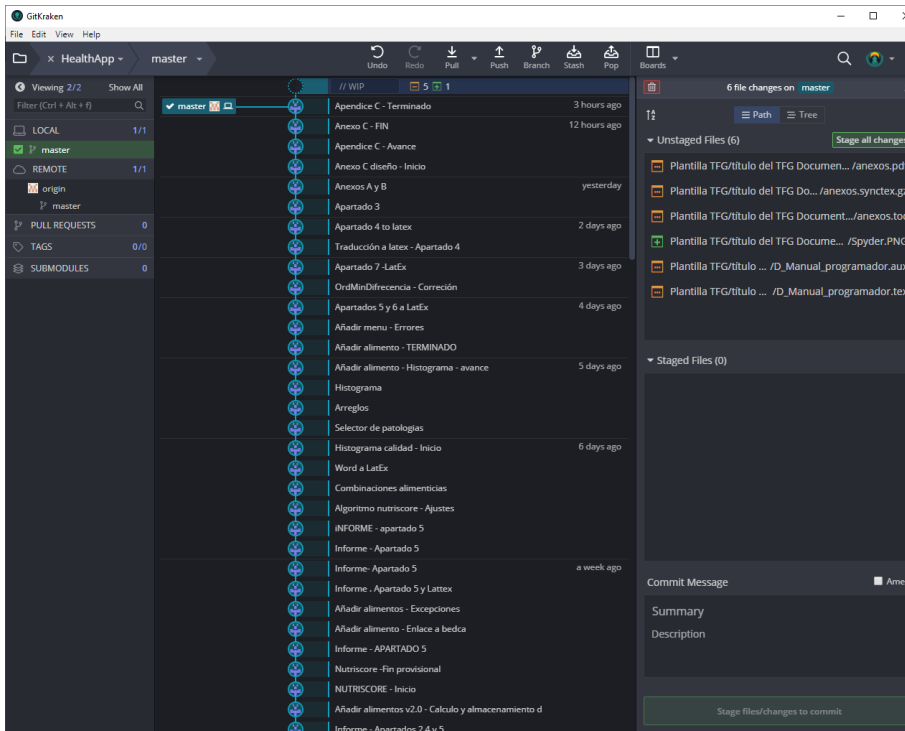 GitKraken
File Edit View Help
HealthApp master Undo Redo Pull Push Branch Stash Pop Boards
Viewing 2/2 Show All
Filter (Ctrl + Alt + f)
LOCAL 1/1
master
REMOTE 1/1
origin
master
PULL REQUESTS 0
TAGS 0/0
SUBMODULES 0
// WIP 5 1
master
Apendice C - Terminado 3 hours ago
Anexo C - FIN 12 hours ago
Apendice C - Avance
Anexo C diseño - Inicio
Anexos A y B yesterday
Apartado 3
Apartado 4 to latex 2 days ago
Traducción a latex - Apartado 4
Apartado 7 -LatEx 3 days ago
OrdMinDifrecencia - Correción
Apartados 5 y 6 a LatEx 4 days ago
Añadir menu - Errores
Añadir alimento - TERMINADO
Añadir alimento - Histograma - avance 5 days ago
Histograma
Arreglos
Selector de patologias
Histograma calidad - Inicio 6 days ago
Word a LatEx
Combinaciones alimenticias
Algoritmo nutriscore - Ajustes
iNFORME - apartado 5
Informe - Apartado 5
Informe- Apartado 5 a week ago
Informe . Apartado 5 y Lattex
Añadir alimentos - Excepciones
Añadir alimento - Enlace a bedca
Informe - APARTADO 5
Nutriscore -Fin provisional
NUTRISCORE - Inicio
Añadir alimentos v2.0 - Calculo y almacenamiento d
Informe - Apartados 2,4 y 5
6 file changes on master
Path Tree
Unstaged Files (6) Stage all changes
Plantilla TFG/título del TFG Documen... /anexos.pd
Plantilla TFG/título del TFG Do... /anexos.synctex.gz
Plantilla TFG/título del TFG Document.../anexos.toc
Plantilla TFG/título del TFG Docume... /Spyder.PNG
Plantilla TFG/título ... /D_Manual_programador.aux
Plantilla TFG/título ... /D_Manual_programador.tex
Staged Files (0)
Commit Message Ame
Summary
Description
Stage files/changes to commit